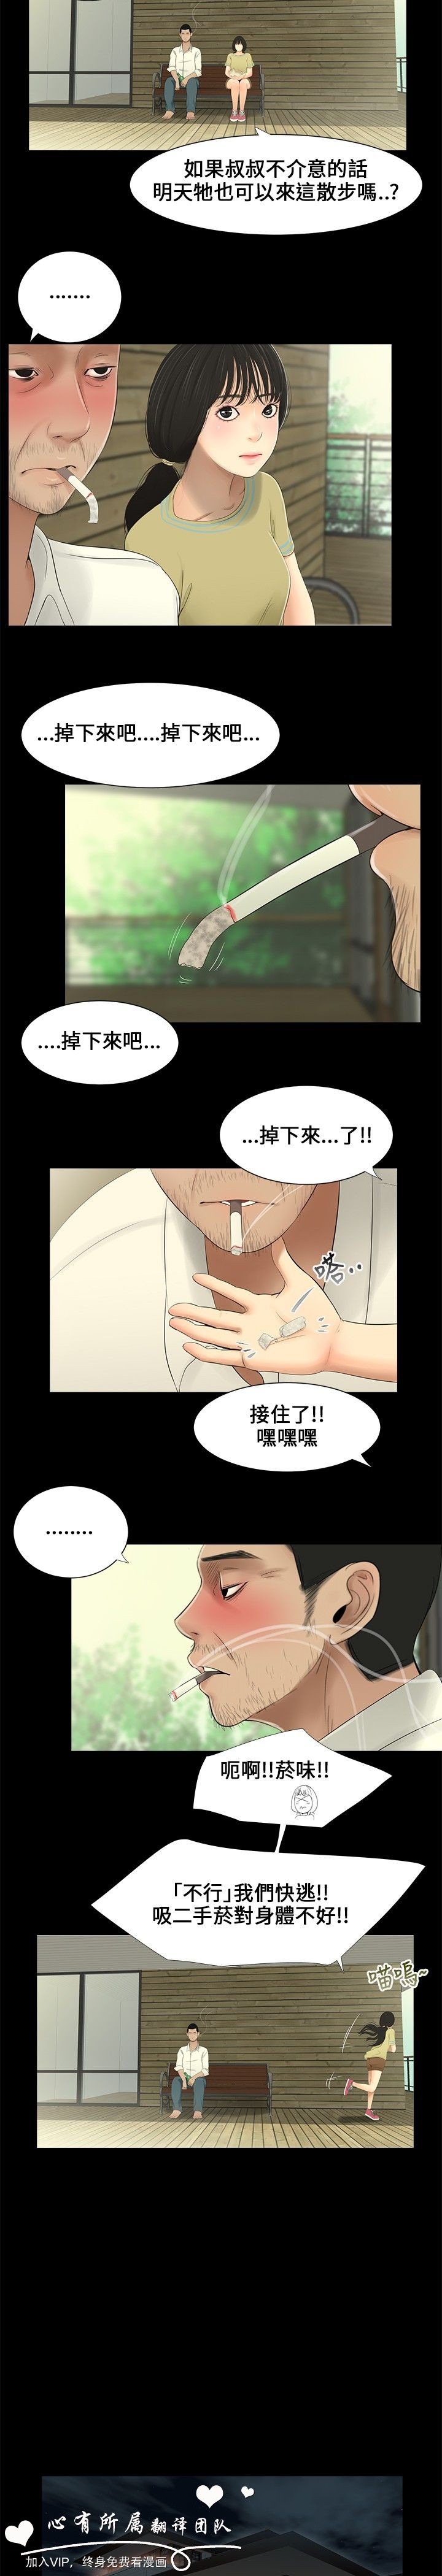 如果叔叔不介意的話
明天牠也可以來這散步嗎..?
.......
...掉下來吧....掉下來吧...
....掉下來吧...
...掉下來...了!!
嗒..
接住了!!
嘿嘿嘿
........
呃啊!!菸味!!
「不行」我們快逃!!
吸二手菸對身體不好!!
喵嗚~
心有所属翻译团队
加入VIP，终身免费看漫画